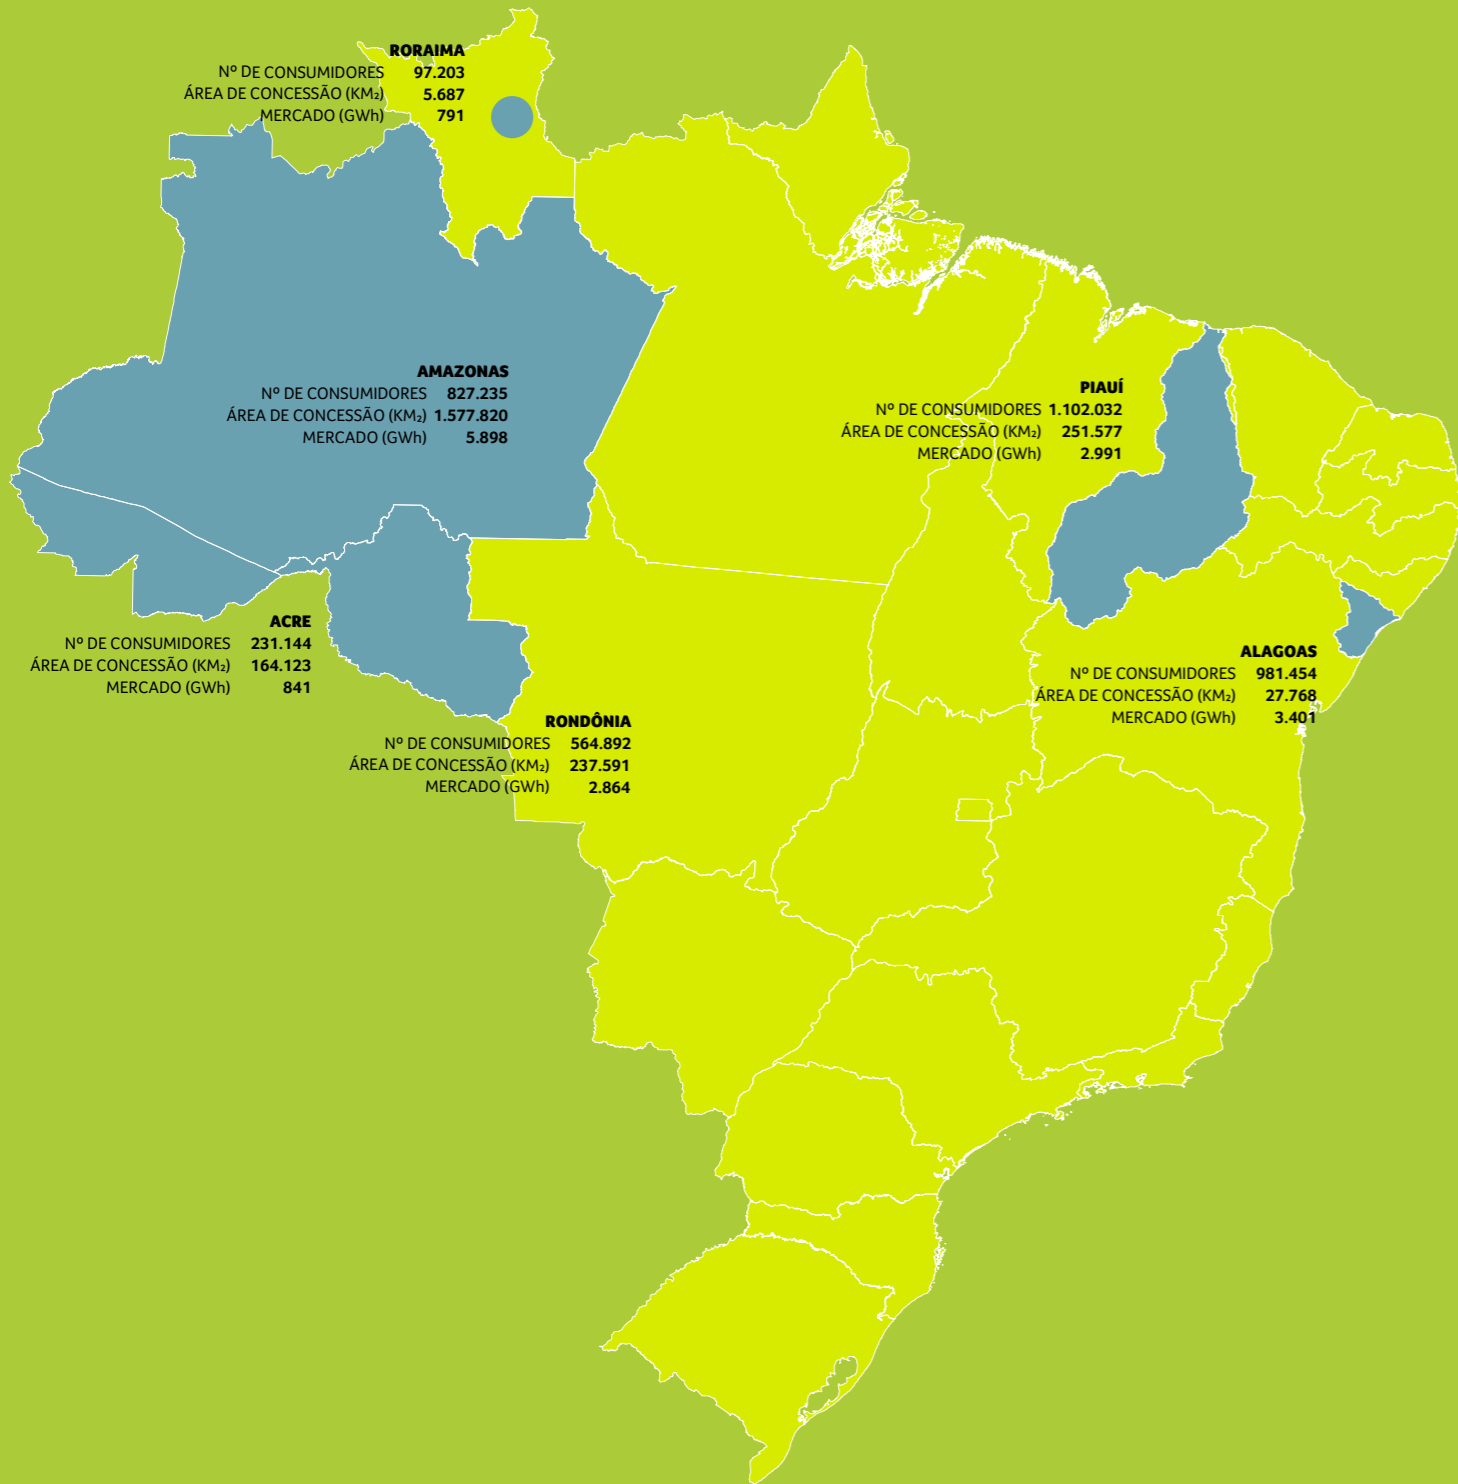 RORAIMA
Nº DE CONSUMIDORES 97.203
ÁREA DE CONCESSÃO (KM₂) 5.687
MERCADO (GWh) 791
AMAZONAS
Nº DE CONSUMIDORES 827.235
ÁREA DE CONCESSÃO (KM₂) 1.577.820
MERCADO (GWh) 5.898
PIAUÍ
Nº DE CONSUMIDORES 1.102.032
ÁREA DE CONCESSÃO (KM₂) 251.577
MERCADO (GWh) 2.991
ACRE
Nº DE CONSUMIDORES 231.144
ÁREA DE CONCESSÃO (KM₂) 164.123
MERCADO (GWh) 841
ALAGOAS
Nº DE CONSUMIDORES 981.454
ÁREA DE CONCESSÃO (KM₂) 27.768
MERCADO (GWh) 3.401
RONDÔNIA
Nº DE CONSUMIDORES 564.892
ÁREA DE CONCESSÃO (KM₂) 237.591
MERCADO (GWh) 2.864